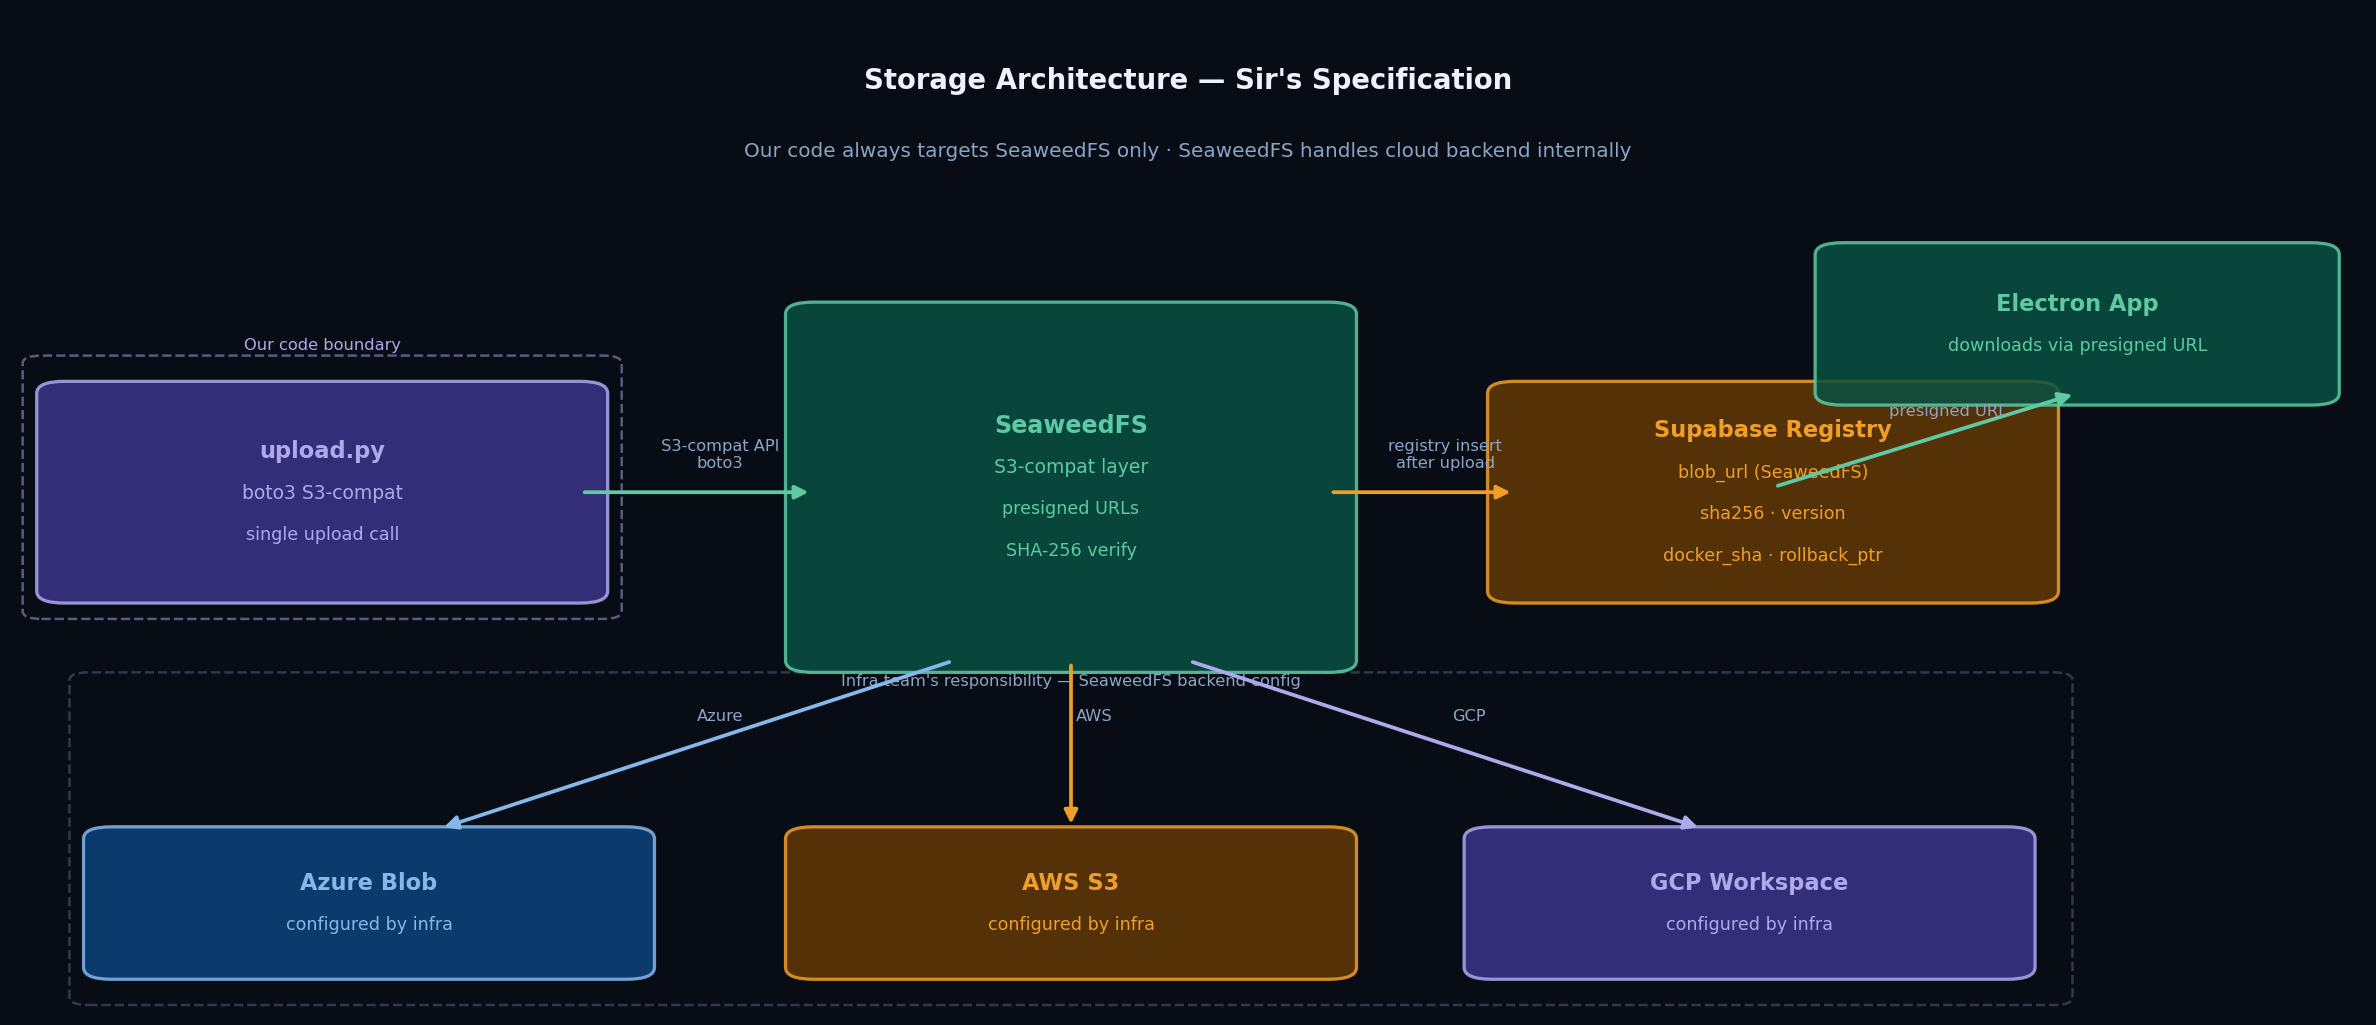 Storage Architecture — Sir's Specification
Our code always targets SeaweedFS only · SeaweedFS handles cloud backend internally
Our code boundary
upload.py
boto3 S3-compat
single upload call
S3-compat API
boto3
SeaweedFS
S3-compat layer
presigned URLs
SHA-256 verify
registry insert
after upload
Supabase Registry
blob_url (SeaweedFS)
sha256 · version
docker_sha · rollback_ptr
presigned URL
Electron App
downloads via presigned URL
Infra team's responsibility — SeaweedFS backend config
Azure
AWS
GCP
Azure Blob
configured by infra
AWS S3
configured by infra
GCP Workspace
configured by infra